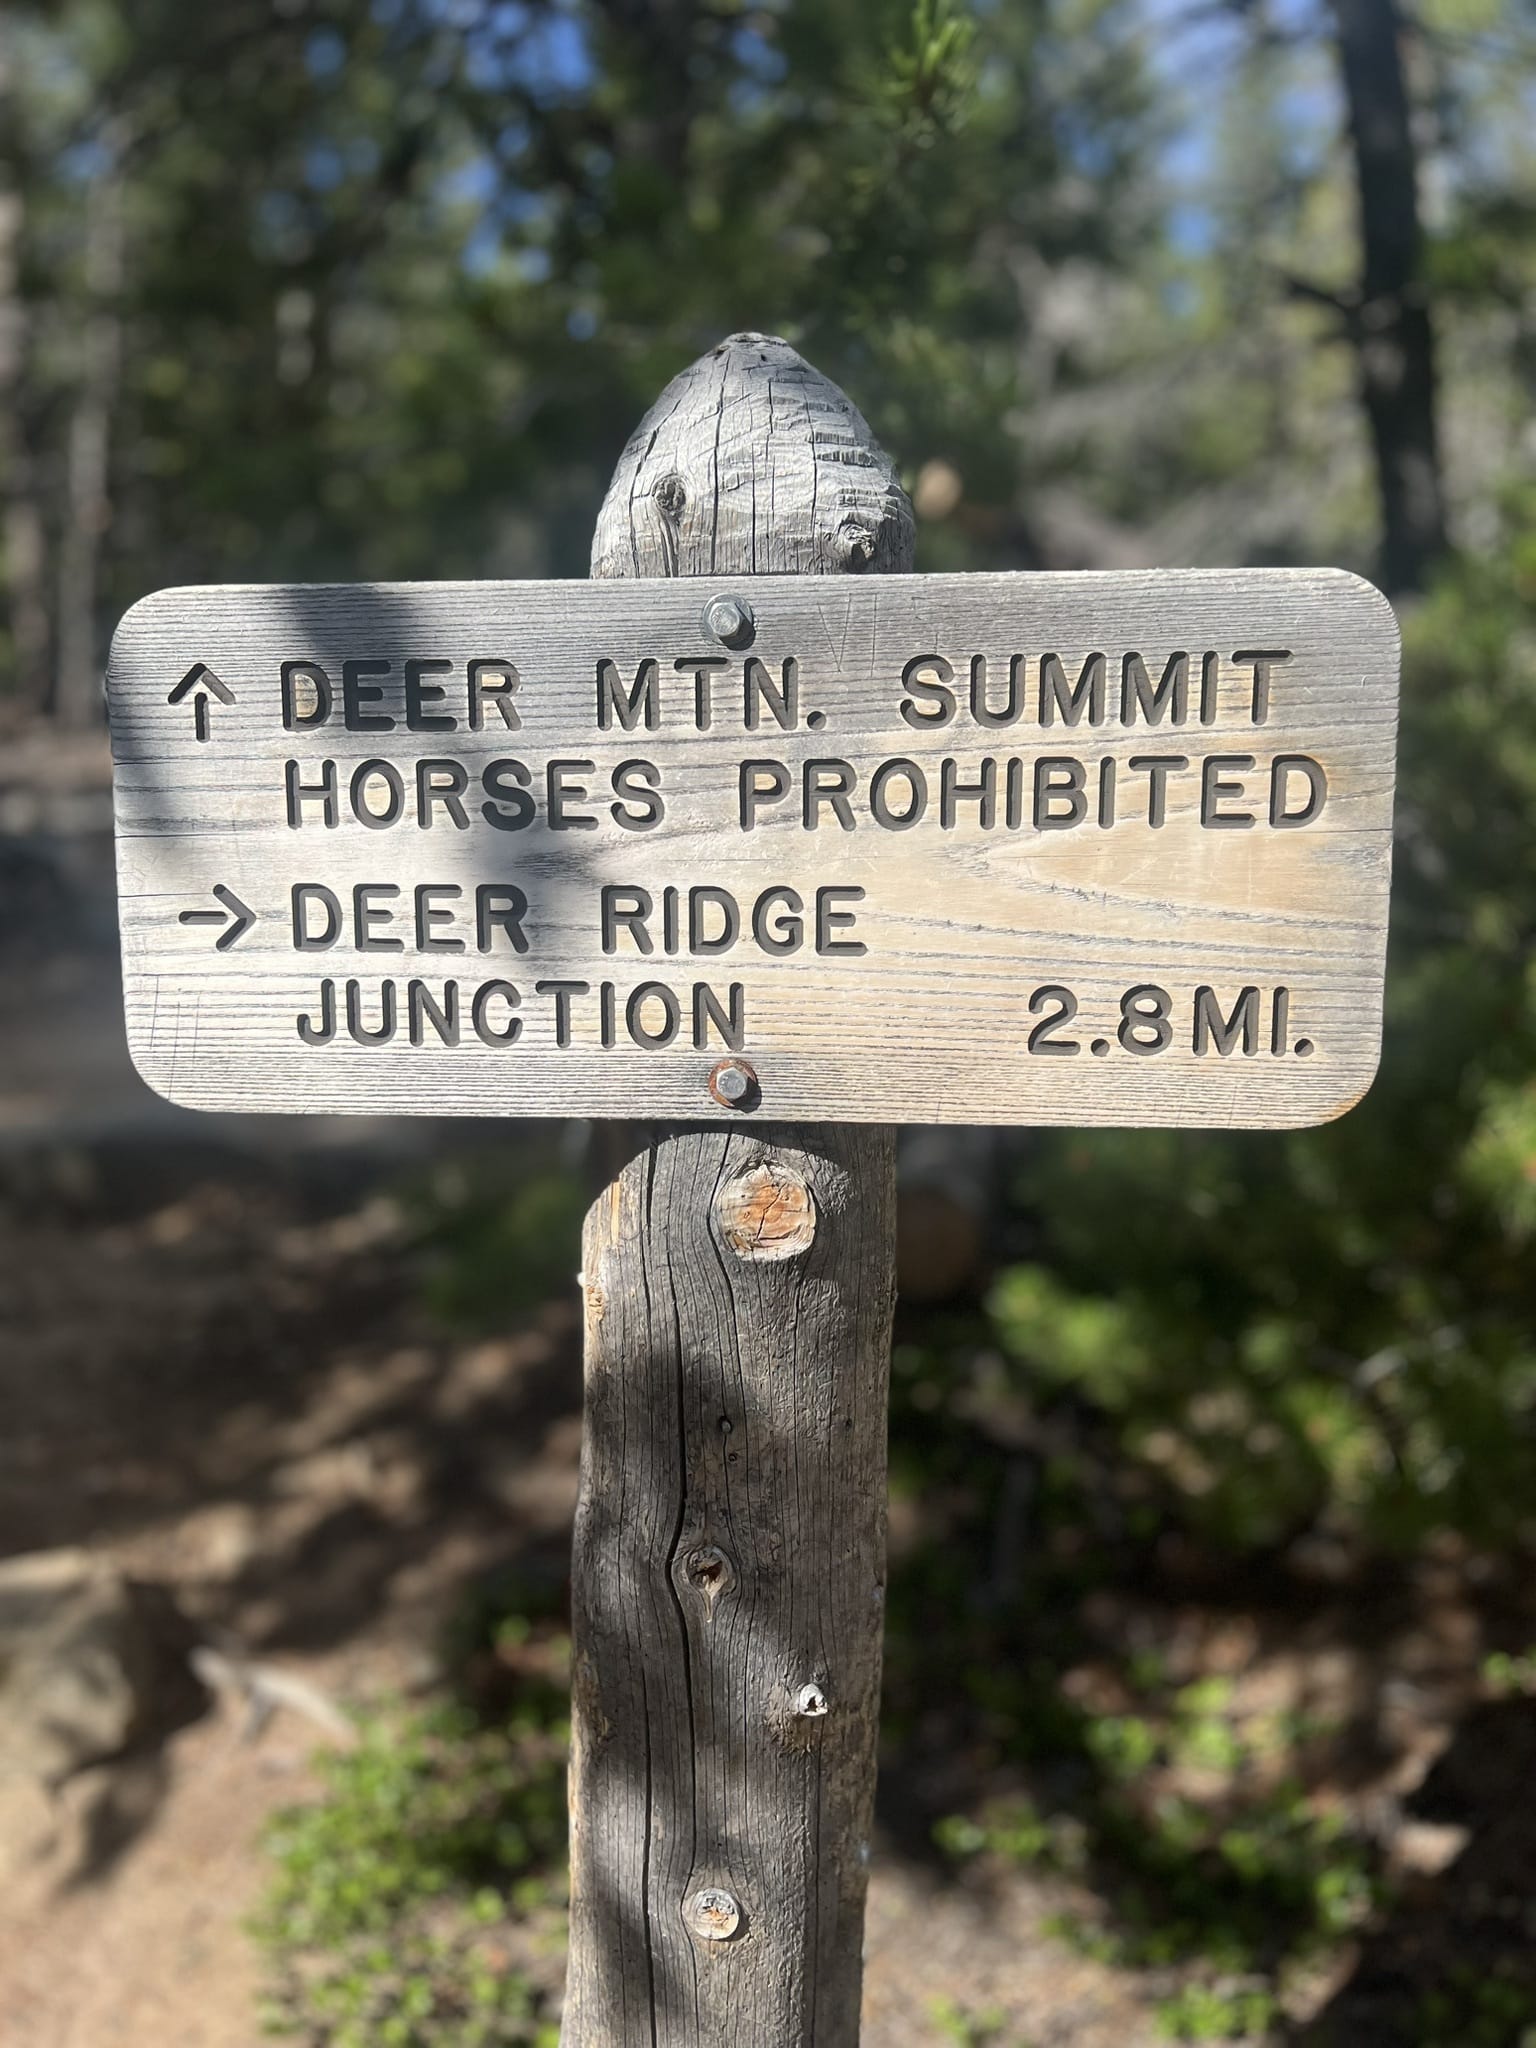 ↑ DEER MTN. SUMMIT
HORSES PROHIBITED
→ DEER RIDGE
JUNCTION 2.8 MI.